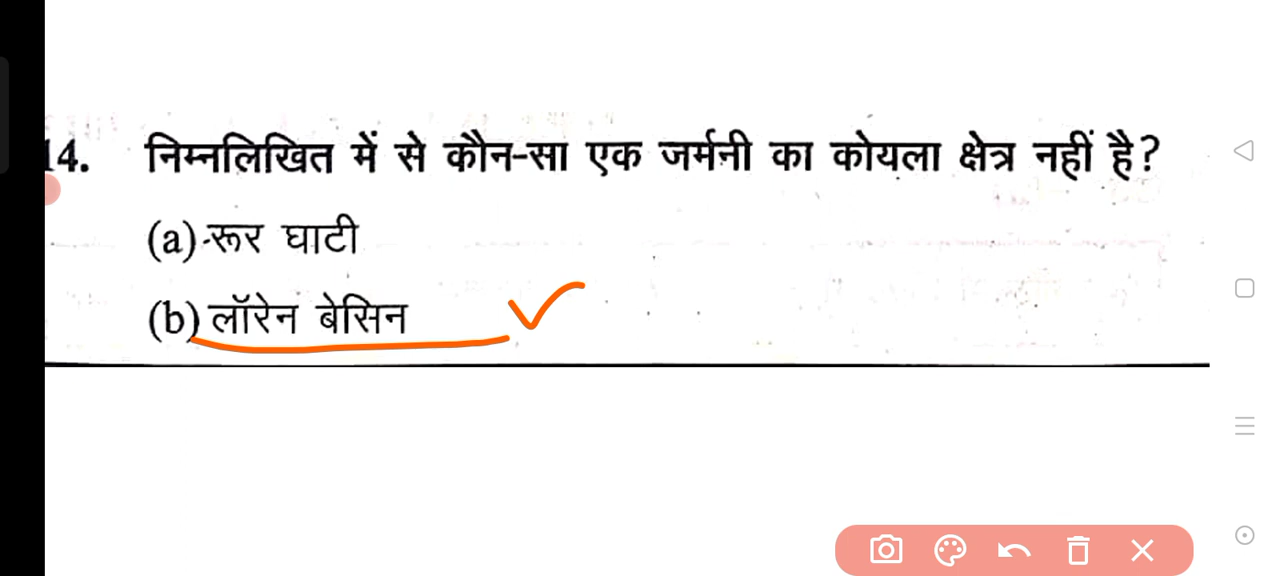 14. निम्नलिखित में से कौन-सा एक जर्मनी का कोयला क्षेत्र नहीं है?
(a) रूर घाटी
(b) लॉरेन बेसिन